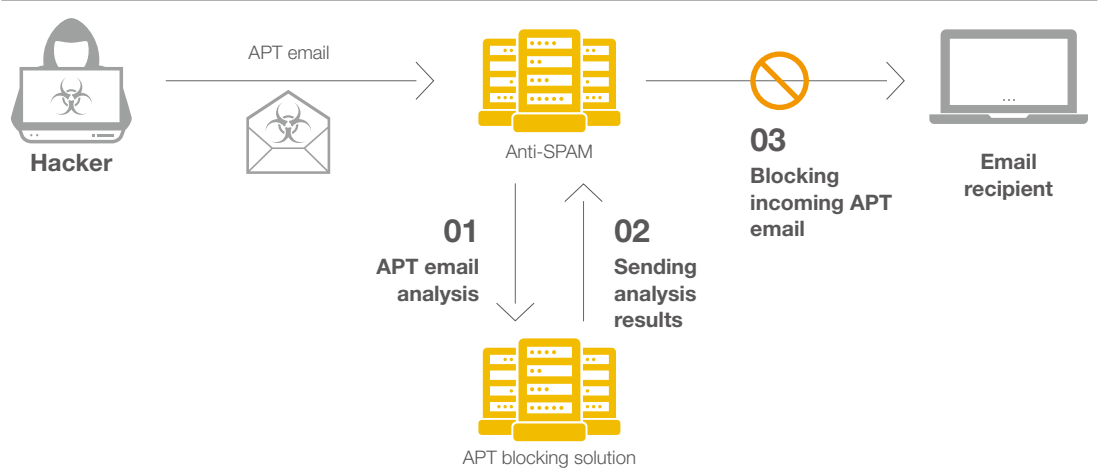 APT email
Hacker
Anti-SPAM
01
APT email
analysis
02
Sending
analysis
results
03
Blocking
incoming APT
email
Email
recipient
APT blocking solution